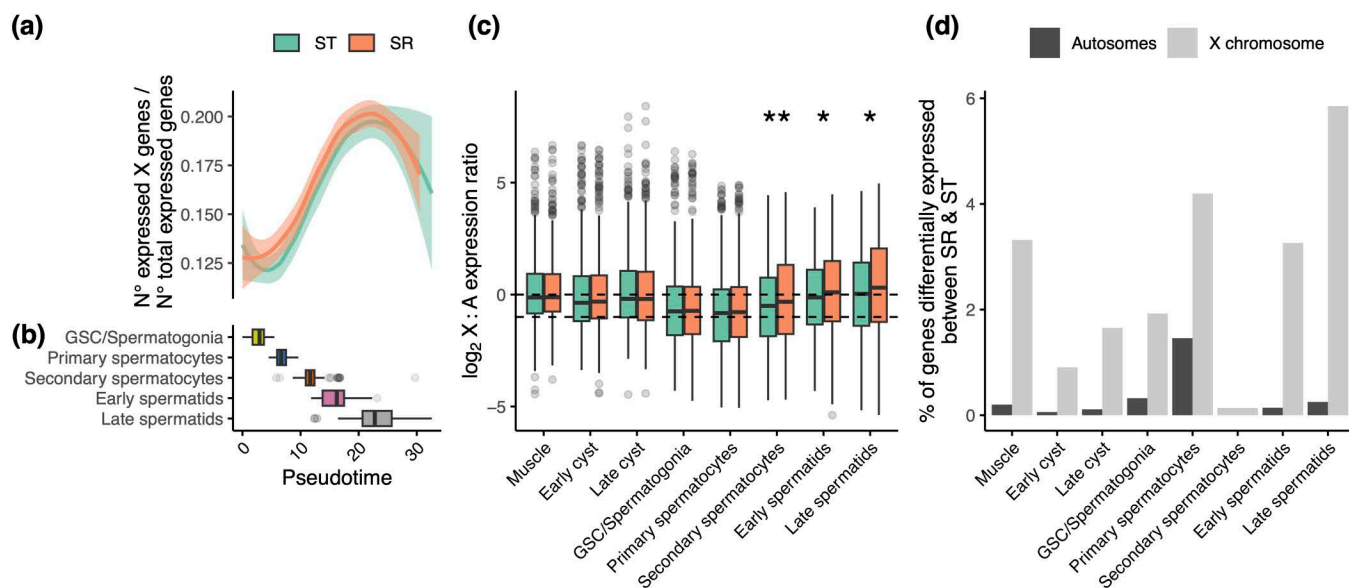 (a)
ST SR
N° expressed X genes /
N° total expressed genes
0.200
0.175
0.150
0.125
(b)
GSC/Spermatogonia
Primary spermatocytes
Secondary spermatocytes
Early spermatids
Late spermatids
0 10 20 30
Pseudotime
(c)
log2 X : A expression ratio
5
0
−5
** * *
Muscle
Early cyst
Late cyst
GSC/Spermatogonia
Primary spermatocytes
Secondary spermatocytes
Early spermatids
Late spermatids
(d)
Autosomes X chromosome
% of genes differentially expressed
between SR & ST
6
4
2
0
Muscle
Early cyst
Late cyst
GSC/Spermatogonia
Primary spermatocytes
Secondary spermatocytes
Early spermatids
Late spermatids